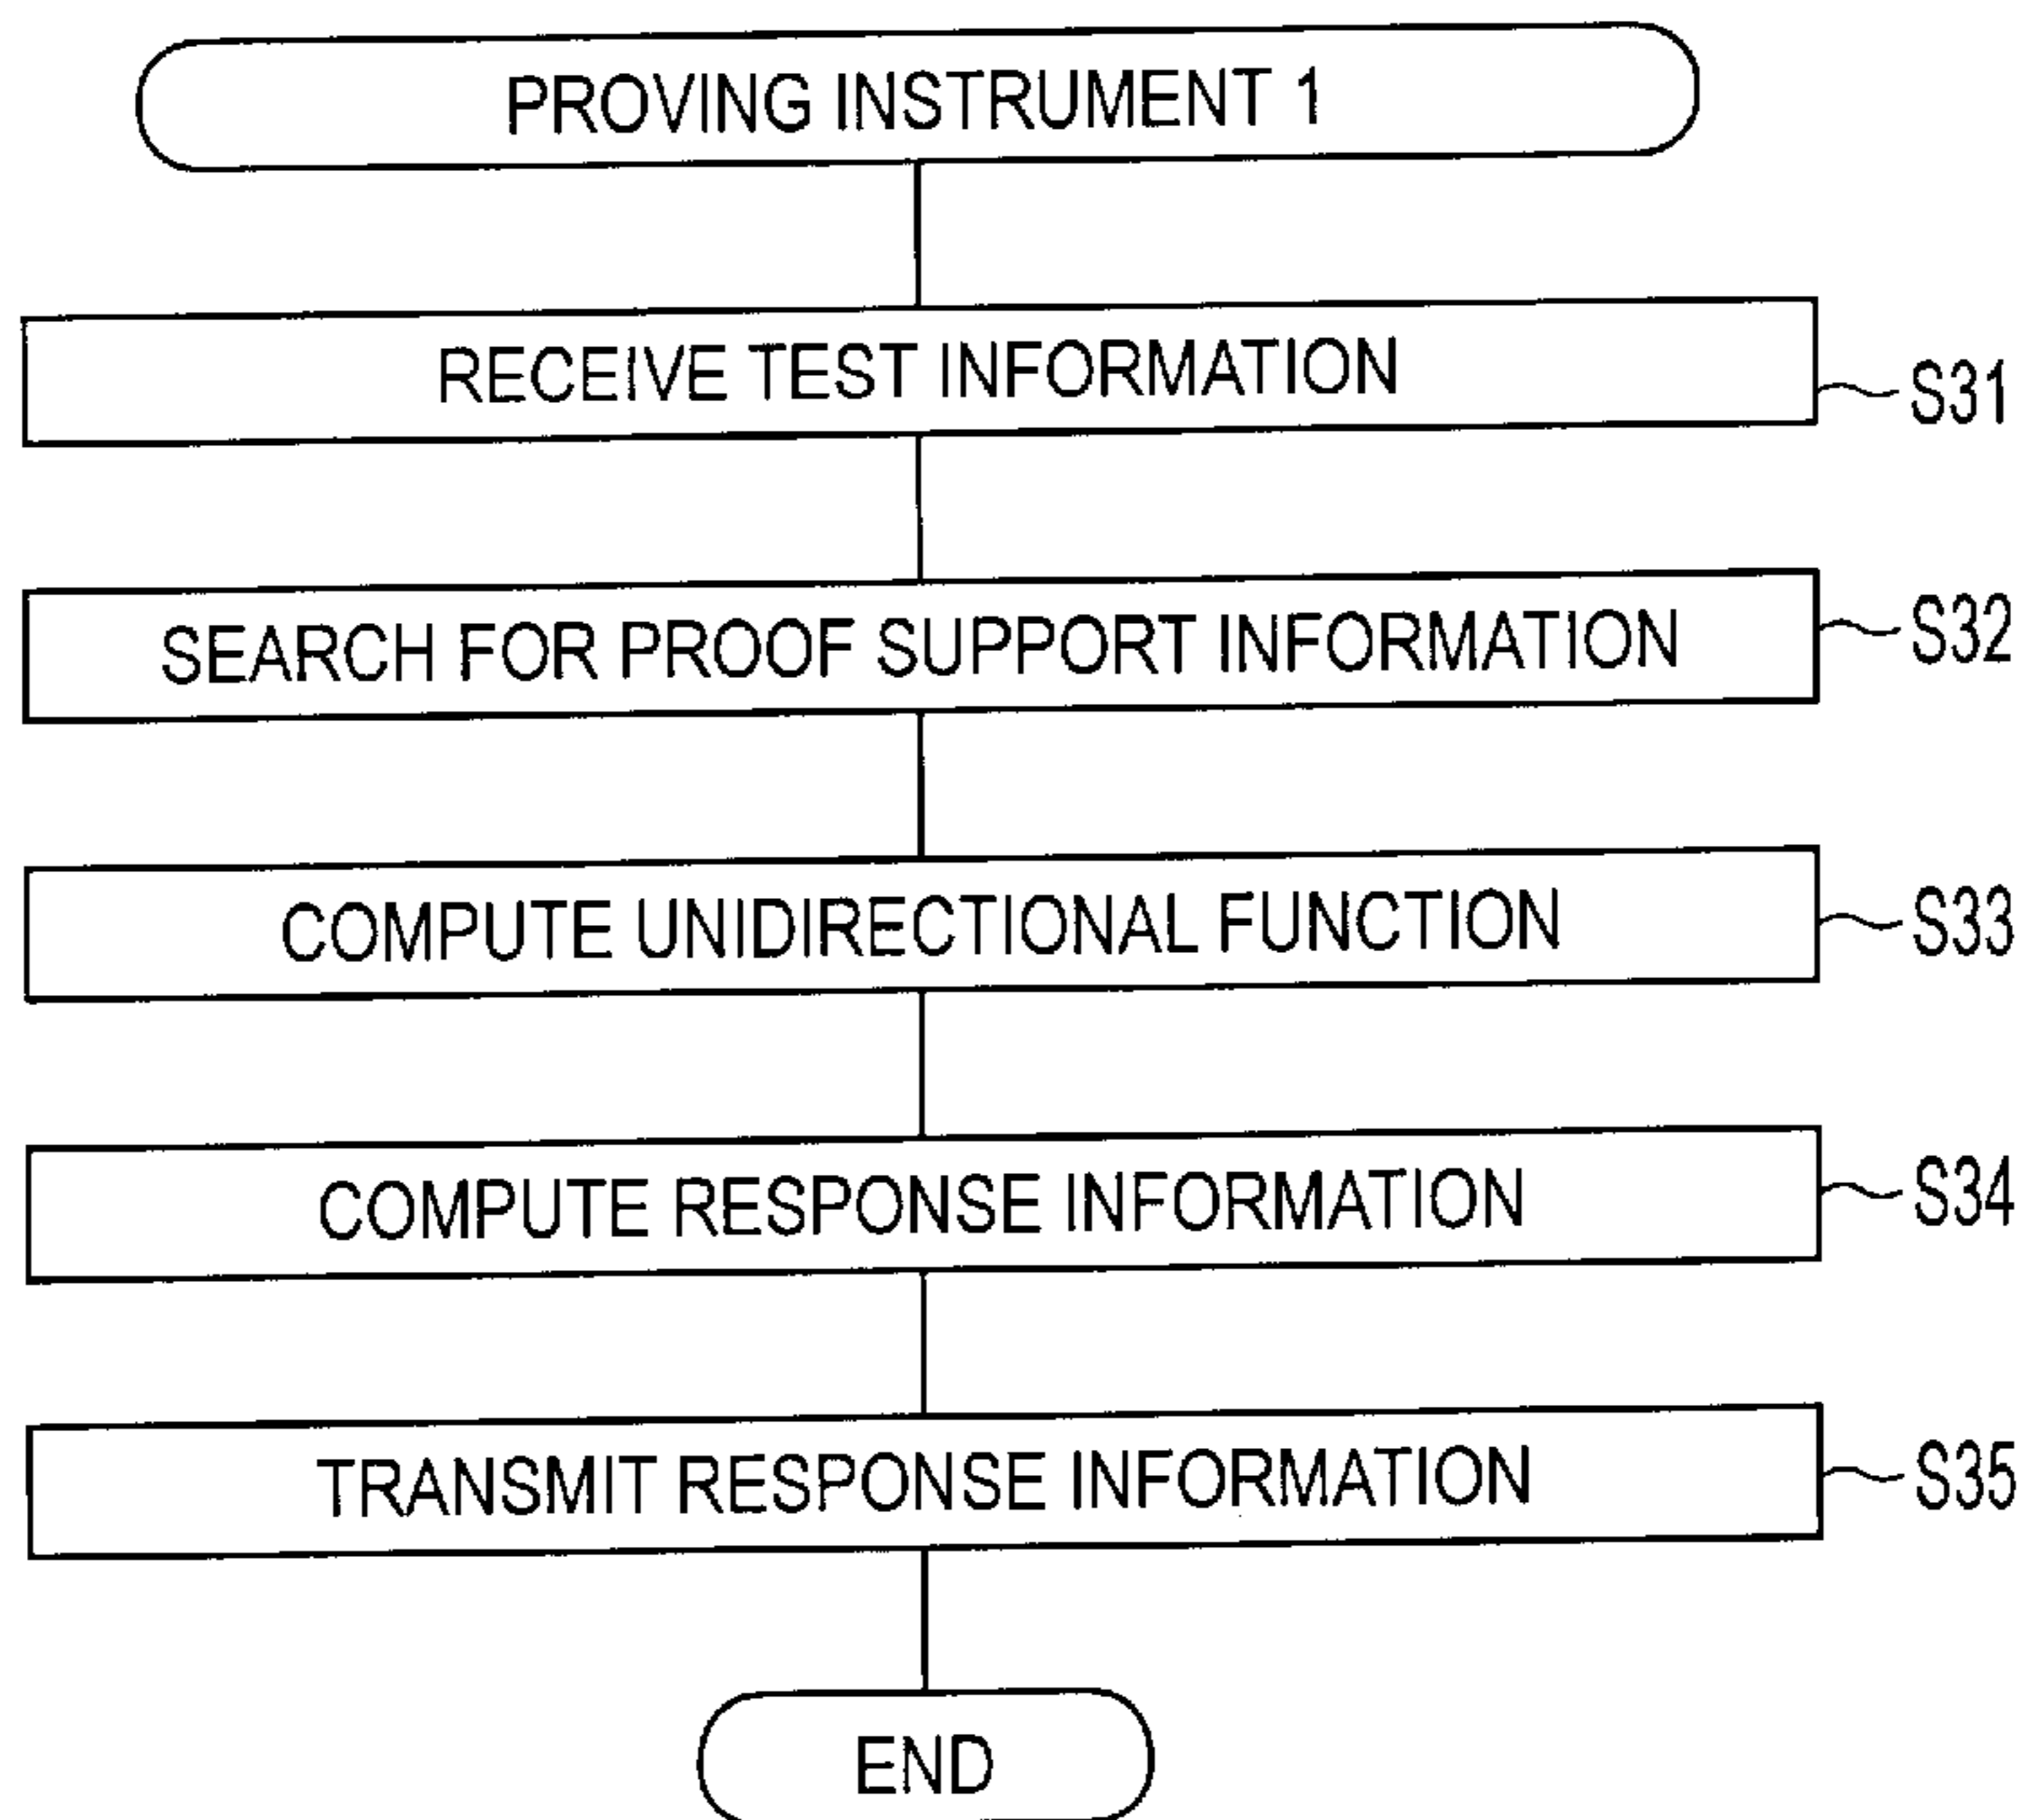 PROVING INSTRUMENT 1
RECEIVE TEST INFORMATION
S31
SEARCH FOR PROOF SUPPORT INFORMATION
S32
COMPUTE UNIDIRECTIONAL FUNCTION
S33
COMPUTE RESPONSE INFORMATION
S34
TRANSMIT RESPONSE INFORMATION
S35
END